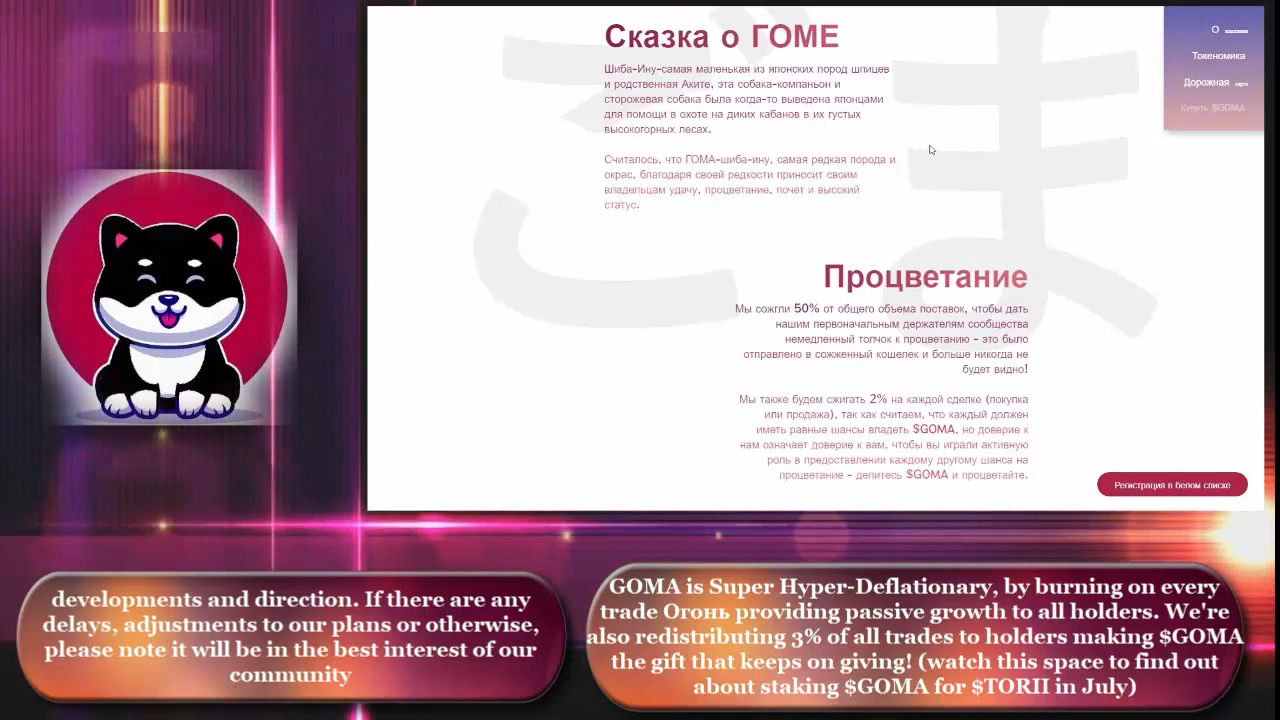 Сказка о ГОМЕ
Шиба-Ину-самая маленькая из японских пород шпицев
и родственная Аките, эта собака-компаньон и
сторожевая собака была когда-то выведена японцами
для помощи в охоте на диких кабанов в их густых
высокогорных лесах.
Считалось, что ГОМА-шиба-ину, самая редкая порода и
окрас, благодаря своей редкости приносит своим
владельцам удачу, процветание, почет и высокий
статус.
О
Токеномика
Дорожная карта
Купить $GOMA
ごま
Процветание
Мы сожгли 50% от общего объема поставок, чтобы дать
нашим первоначальным держателям сообщества
немедленный толчок к процветанию - это было
отправлено в сожженный кошелек и больше никогда не
будет видно!
Мы также будем сжигать 2% на каждой сделке (покупка
или продажа), так как считаем, что каждый должен
иметь равные шансы владеть $GOMA, но доверие к
нам означает доверие к вам, чтобы вы играли активную
роль в предоставлении каждому другому шанса на
процветание - делитесь $GOMA и процветайте.
Регистрация в белом списке
developments and direction. If there are any
delays, adjustments to our plans or otherwise,
please note it will be in the best interest of our
community
GOMA is Super Hyper-Deflationary, by burning on every
trade Огонь providing passive growth to all holders. We're
also redistributing 3% of all trades to holders making $GOMA
the gift that keeps on giving! (watch this space to find out
about staking $GOMA for $TORII in July)